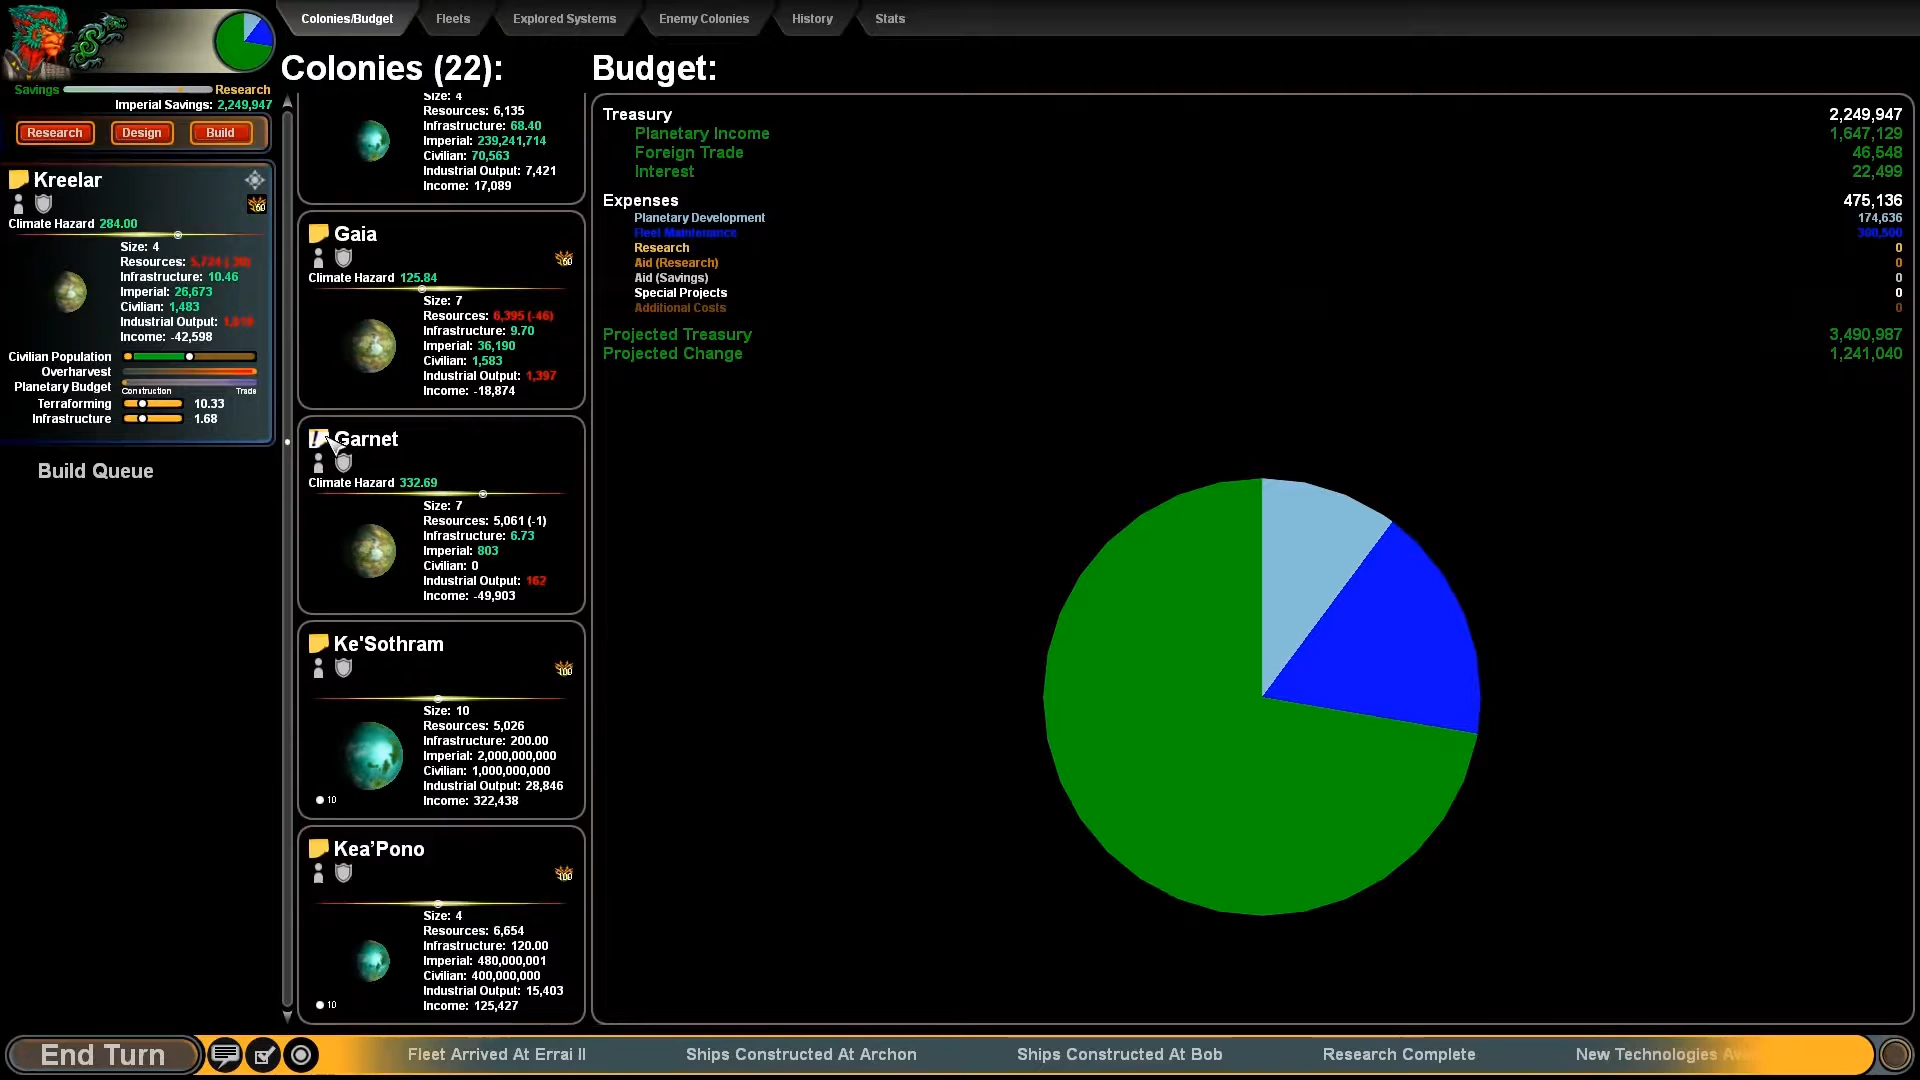 Colonies/Budget
Fleets
Explored Systems
Enemy Colonies
History
Stats
Savings
Research
Imperial Savings: 2,249,947
Research
Design
Build
Kreelar
60
Climate Hazard 284.00
Size: 4
Resources:
Infrastructure: 10.46
Imperial: 26,673
Civilian: 1,483
Industrial Output:
Income: -42,598
Civilian Population
Overharvest
Planetary Budget
Construction
Trade
Terraforming
10.33
Infrastructure
1.68
Build Queue
Colonies (22):
Size: 4
Resources: 6,135
Infrastructure: 68.40
Imperial: 239,241,714
Civilian: 70,563
Industrial Output: 7,421
Income: 17,089
Gaia
60
Climate Hazard 125.84
Size: 7
Resources: 6,395 (-46)
Infrastructure: 9.70
Imperial: 36,190
Civilian: 1,583
Industrial Output: 1,397
Income: -18,874
Garnet
Climate Hazard 332.69
Size: 7
Resources: 5,061 (-1)
Infrastructure: 6.73
Imperial: 803
Civilian: 0
Industrial Output: 162
Income: -49,903
Ke'Sothram
100
Size: 10
Resources: 5,026
Infrastructure: 200.00
Imperial: 2,000,000,000
Civilian: 1,000,000,000
Industrial Output: 28,846
Income: 322,438
10
Kea’Pono
100
Size: 4
Resources: 6,654
Infrastructure: 120.00
Imperial: 480,000,001
Civilian: 400,000,000
Industrial Output: 15,403
Income: 125,427
10
Budget:
Treasury 2,249,947
Planetary Income 1,647,129
Foreign Trade 46,548
Interest 22,499
Expenses 475,136
Planetary Development 174,636
Fleet Maintenance 300,500
Research 0
Aid (Research) 0
Aid (Savings) 0
Special Projects 0
Additional Costs 0
Projected Treasury 3,490,987
Projected Change 1,241,040
End Turn
Fleet Arrived At Errai II
Ships Constructed At Archon
Ships Constructed At Bob
Research Complete
New Technologies